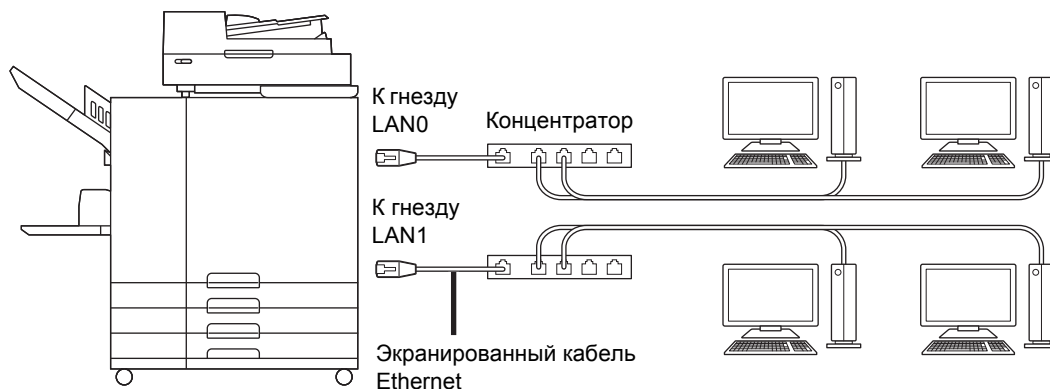 К гнезду
LAN0
Концентратор
К гнезду
LAN1
Экранированный кабель
Ethernet